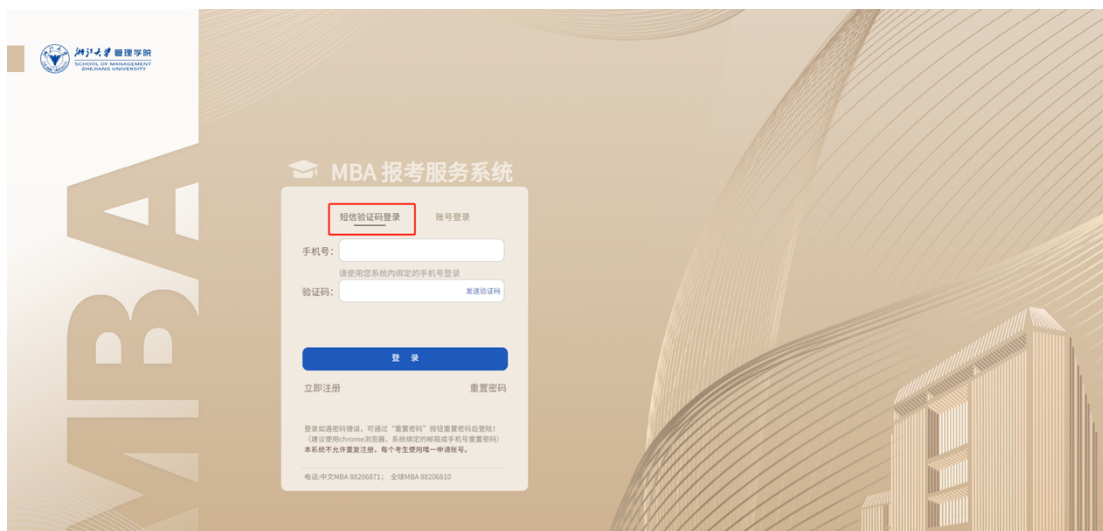 浙江大学 管理学院
SCHOOL OF MANAGEMENT
ZHEJIANG UNIVERSITY
MBA
MBA 报考服务系统
短信验证码登录 账号登录
手机号：
请使用您系统内绑定的手机号登录
验证码： 发送验证码
登 录
立即注册 重置密码
登录如遇密码错误，可通过“重置密码”按钮重置密码后登陆！
（建议使用chrome浏览器，系统绑定的邮箱或手机号重置密码）
本系统不允许重复注册，每个考生使用唯一申请账号。
电话:中文MBA 88206871； 全球MBA 88206810